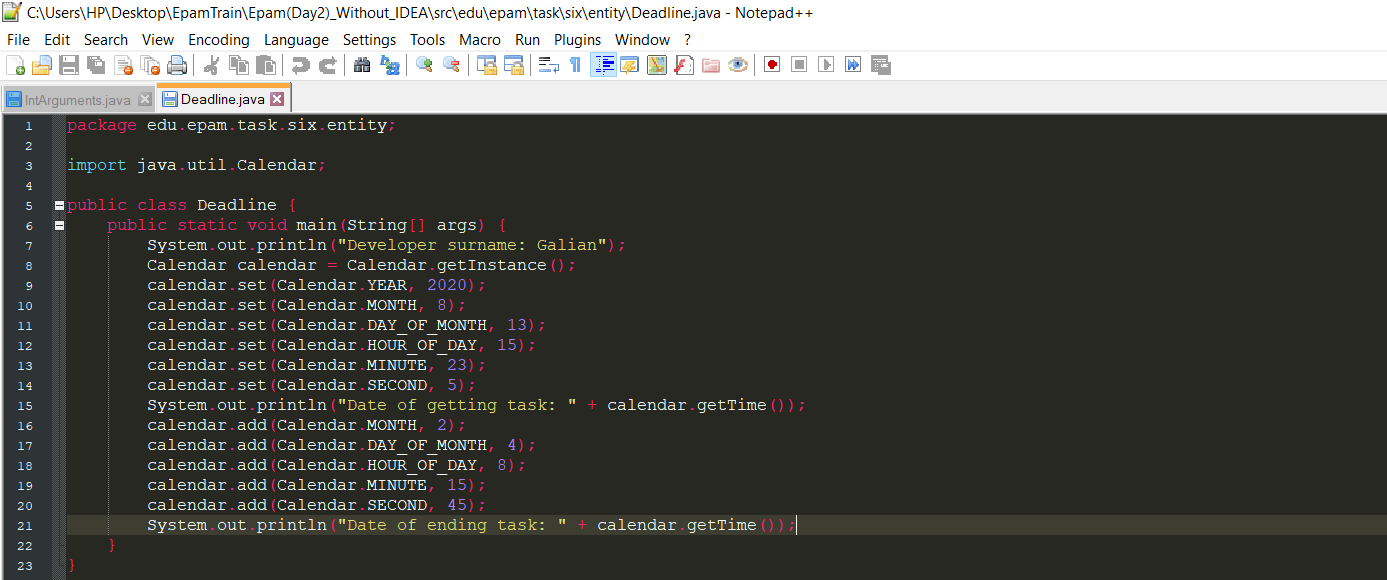 C:\Users\HP\Desktop\EpamTrain\Epam(Day2)_Without_IDEA\src\edu\epam\task\six\entity\Deadline.java - Notepad++
File Edit Search View Encoding Language Settings Tools Macro Run Plugins Window ?
IntArguments.java Deadline.java
1 package edu.epam.task.six.entity;
2
3 import java.util.Calendar;
4
5 public class Deadline {
6 public static void main(String[] args) {
7 System.out.println("Developer surname: Galian");
8 Calendar calendar = Calendar.getInstance();
9 calendar.set(Calendar.YEAR, 2020);
10 calendar.set(Calendar.MONTH, 8);
11 calendar.set(Calendar.DAY_OF_MONTH, 13);
12 calendar.set(Calendar.HOUR_OF_DAY, 15);
13 calendar.set(Calendar.MINUTE, 23);
14 calendar.set(Calendar.SECOND, 5);
15 System.out.println("Date of getting task: " + calendar.getTime());
16 calendar.add(Calendar.MONTH, 2);
17 calendar.add(Calendar.DAY_OF_MONTH, 4);
18 calendar.add(Calendar.HOUR_OF_DAY, 8);
19 calendar.add(Calendar.MINUTE, 15);
20 calendar.add(Calendar.SECOND, 45);
21 System.out.println("Date of ending task: " + calendar.getTime());
22 }
23 }